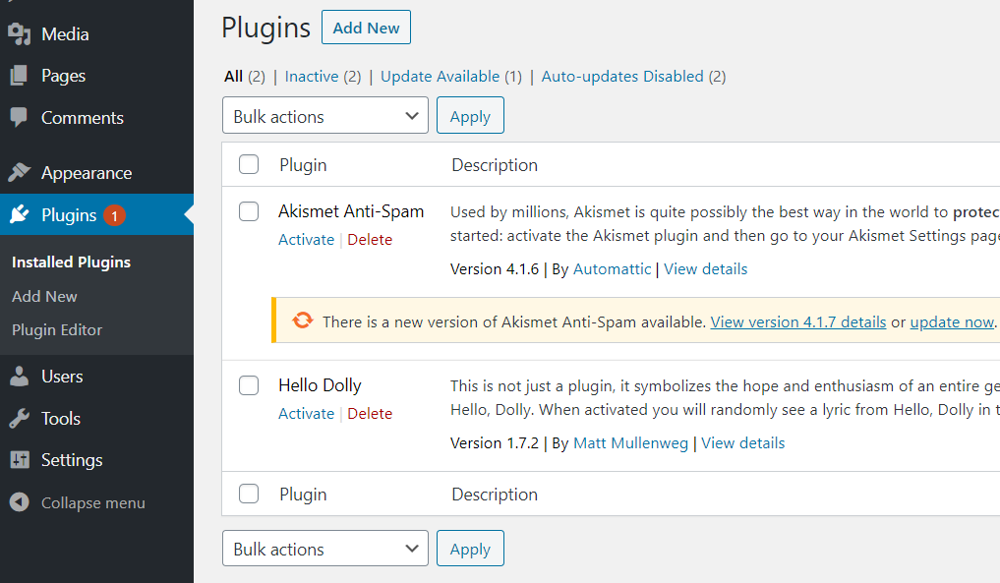 Media
Pages
Comments
Appearance
Plugins 1
Installed Plugins
Add New
Plugin Editor
Users
Tools
Settings
Collapse menu
Plugins Add New
All (2) | Inactive (2) | Update Available (1) | Auto-updates Disabled (2)
Bulk actions Apply
Plugin Description
Akismet Anti-Spam
Activate | Delete
Used by millions, Akismet is quite possibly the best way in the world to protec
started: activate the Akismet plugin and then go to your Akismet Settings page
Version 4.1.6 | By Automattic | View details
There is a new version of Akismet Anti-Spam available. View version 4.1.7 details or update now.
Hello Dolly
Activate | Delete
This is not just a plugin, it symbolizes the hope and enthusiasm of an entire ge
Hello, Dolly. When activated you will randomly see a lyric from Hello, Dolly in t
Version 1.7.2 | By Matt Mullenweg | View details
Plugin Description
Bulk actions Apply